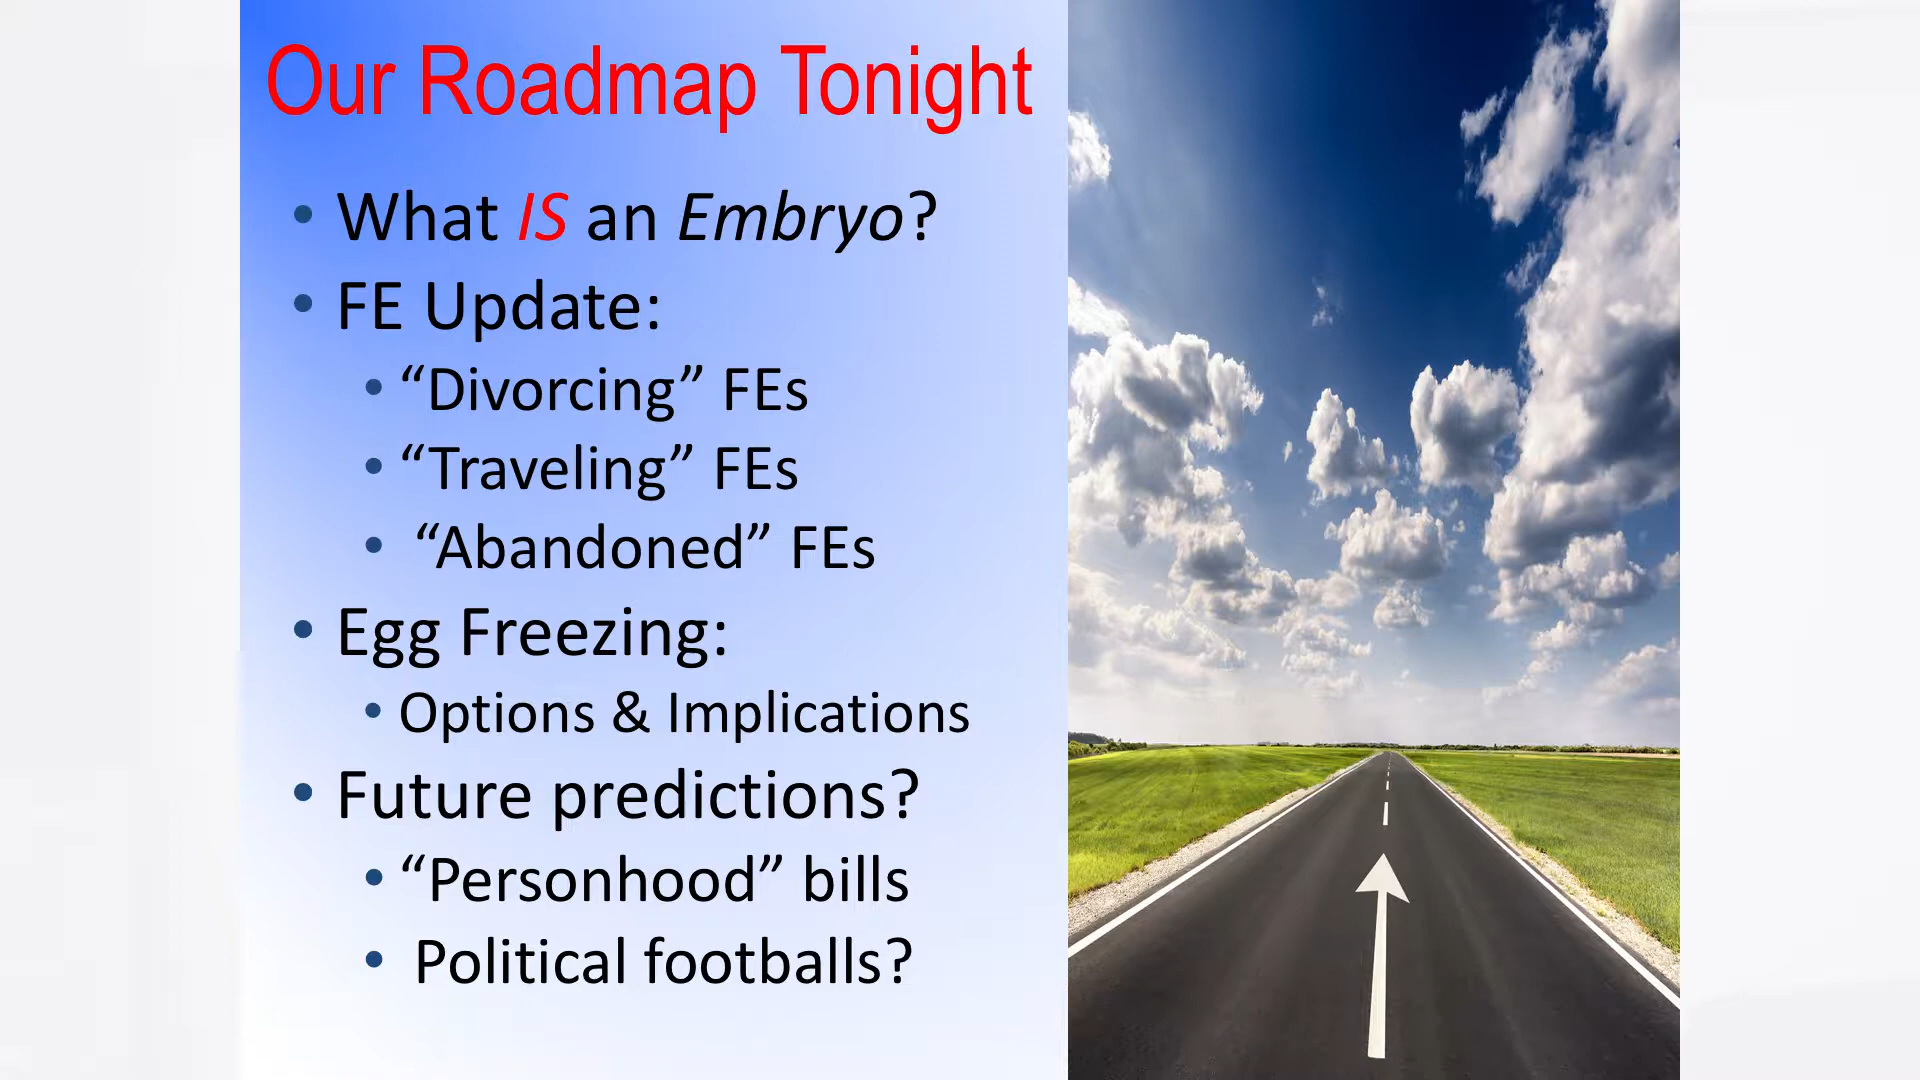 Our Roadmap Tonight
• What IS an Embryo?
• FE Update:
• “Divorcing” FEs
• “Traveling” FEs
• “Abandoned” FEs
• Egg Freezing:
• Options & Implications
• Future predictions?
• “Personhood” bills
• Political footballs?